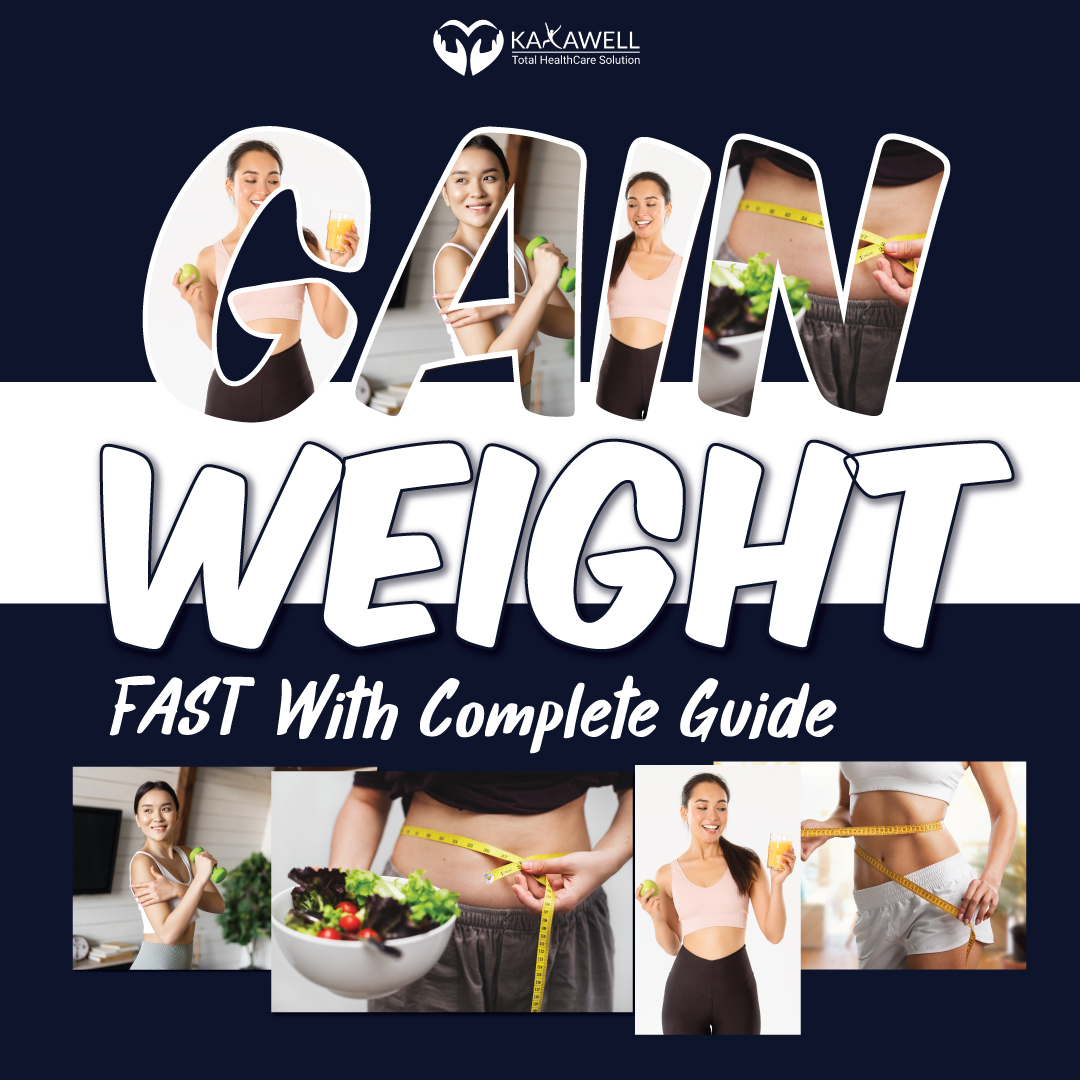 KAYAWELL
Total HealthCare Solution
GAIN
WEIGHT
FAST With Complete Guide